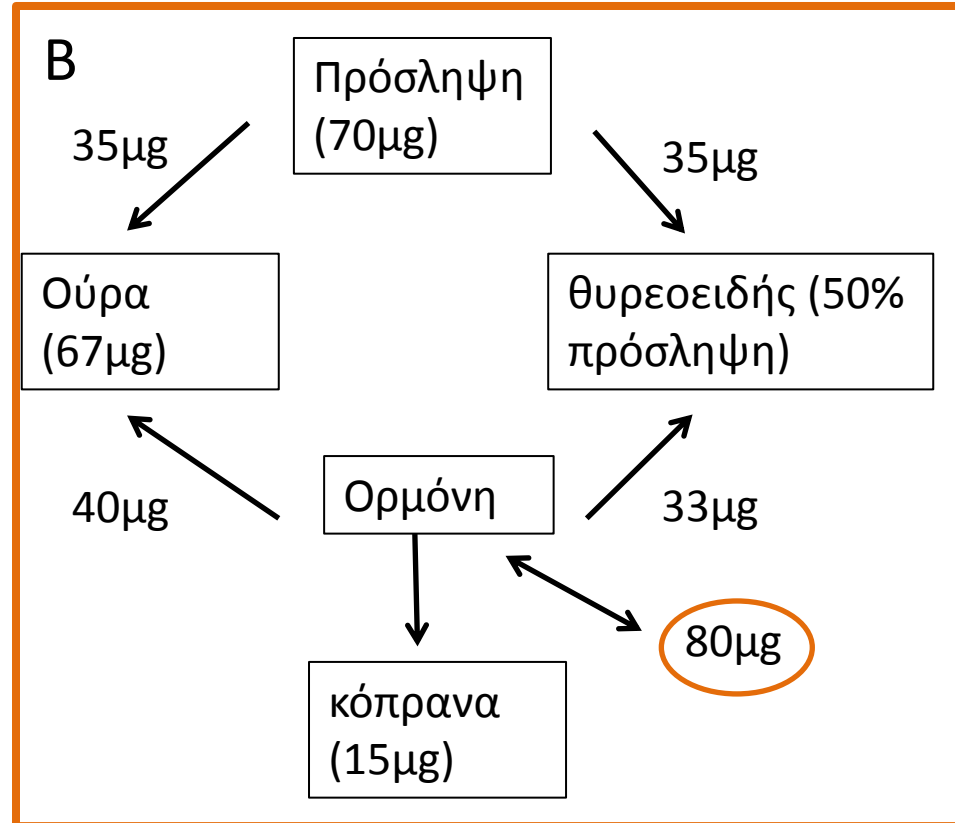 Β
Πρόσληψη
(70μg)
35μg
35μg
Ούρα
(67μg)
θυρεοειδής (50%
πρόσληψη)
40μg
Ορμόνη
33μg
80μg
κόπρανα
(15μg)